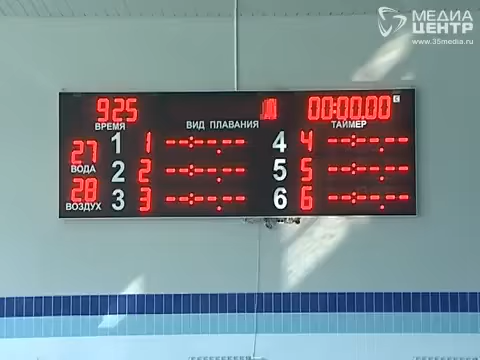 МЕДИА
ЦЕНТР
www.35media.ru
9:25 00:00.00
ВРЕМЯ ВИД ПЛАВАНИЯ ТАЙМЕР
1 1 --:--.-- 4 4 --:--.--
27
ВОДА
2 2 --:--.-- 5 5 --:--.--
28
ВОЗДУХ
3 3 --:--.-- 6 6 --:--.--